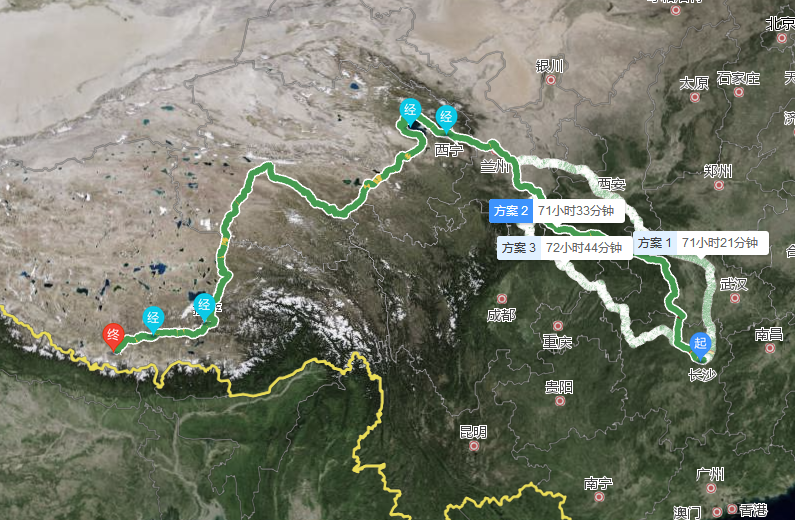 北京
银川
太原
石家庄
天
济
经
经
西宁
兰州
西安
郑州
方案 2 71小时33分钟
方案 3 72小时44分钟
方案 1 71小时21分钟
武汉
经
经
终
成都
重庆
起
长沙
南昌
贵阳
昆明
南宁
广州
澳门
香港